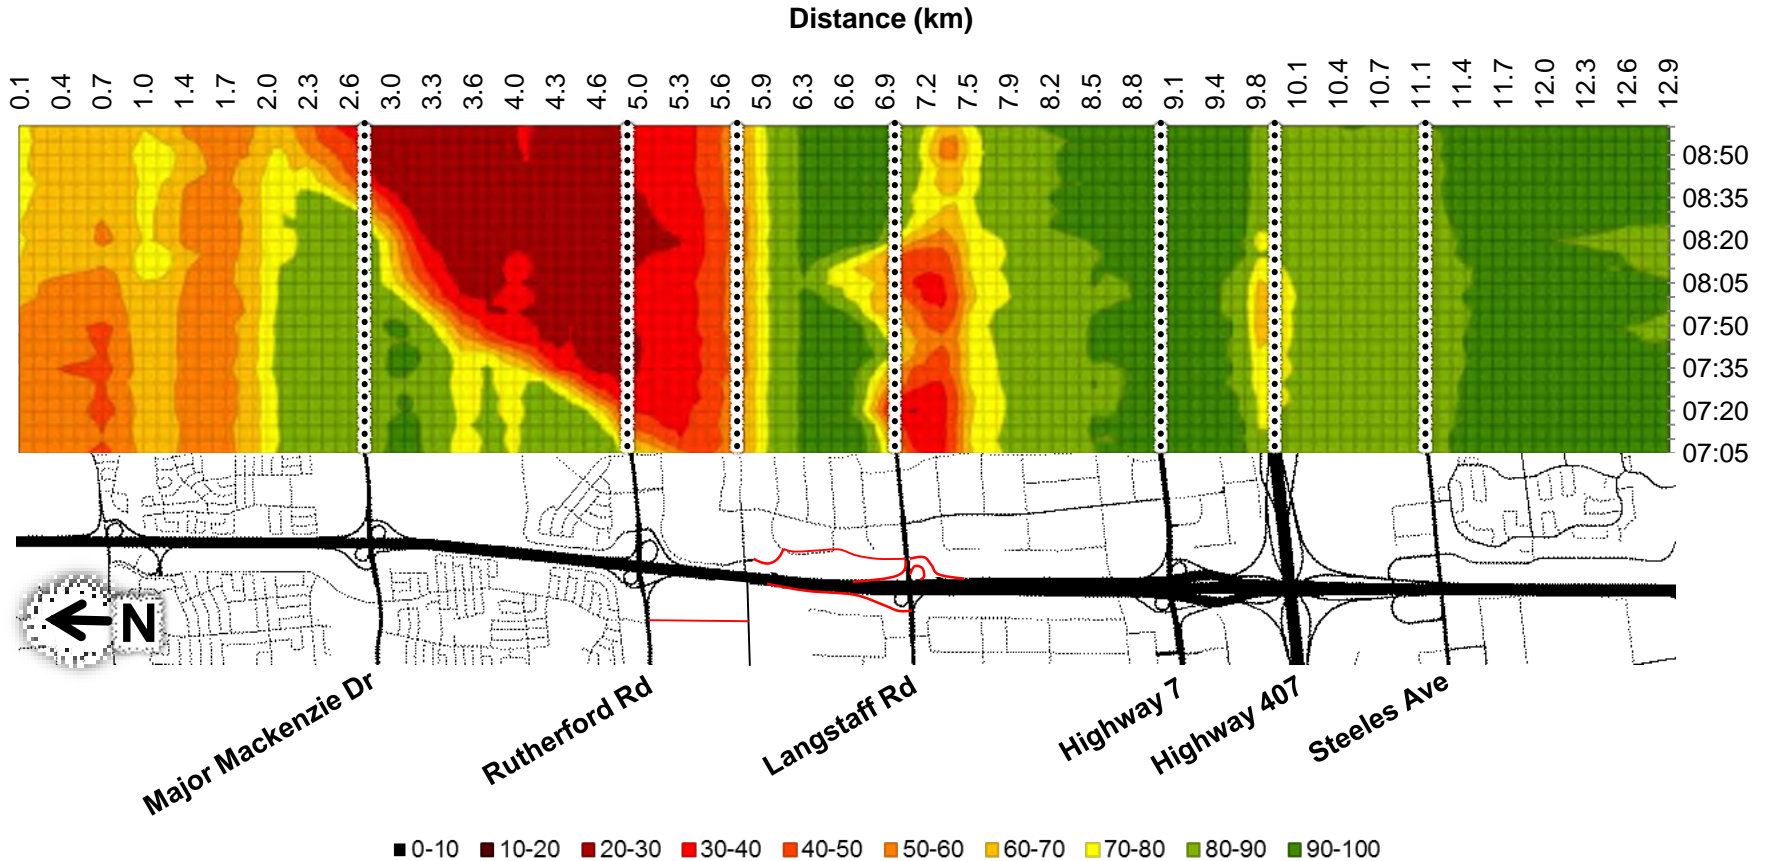 Distance (km)
0.1 0.4 0.7 1.0 1.4 1.7 2.0 2.3 2.6 3.0 3.3 3.6 4.0 4.3 4.6 5.0 5.3 5.6 5.9 6.3 6.6 6.9 7.2 7.5 7.9 8.2 8.5 8.8 9.1 9.4 9.8 10.1 10.4 10.7 11.1 11.4 11.7 12.0 12.3 12.6 12.9
08:50
08:35
08:20
08:05
07:50
07:35
07:20
07:05
N
Major Mackenzie Dr
Rutherford Rd
Langstaff Rd
Highway 7
Highway 407
Steeles Ave
0-10 10-20 20-30 30-40 40-50 50-60 60-70 70-80 80-90 90-100